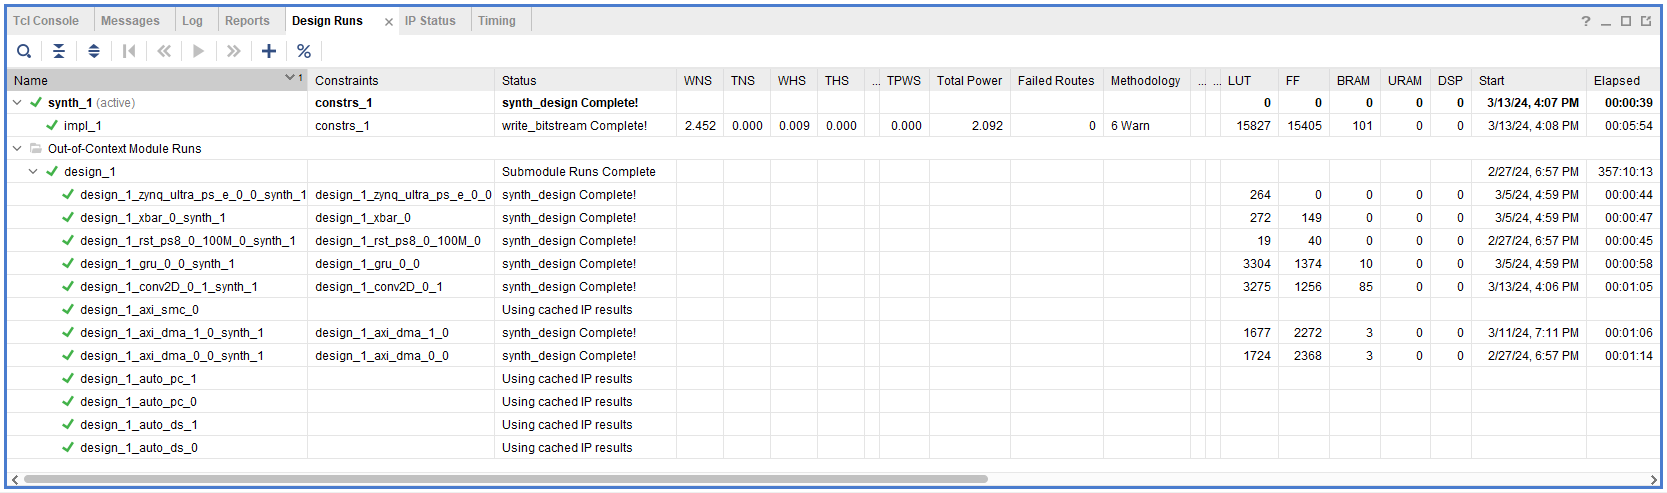 Tcl Console Messages Log Reports Design Runs × IP Status Timing ?
%
Name 1 Constraints Status WNS TNS WHS THS ... TPWS Total Power Failed Routes Methodology ... ... LUT FF BRAM URAM DSP Start Elapsed
synth_1 (active) constrs_1 synth_design Complete! 0 0 0 0 0 3/13/24, 4:07 PM 00:00:39
impl_1 constrs_1 write_bitstream Complete! 2.452 0.000 0.009 0.000 0.000 2.092 0 6 Warn 15827 15405 101 0 0 3/13/24, 4:08 PM 00:05:54
Out-of-Context Module Runs
design_1 Submodule Runs Complete 2/27/24, 6:57 PM 357:10:13
design_1_zynq_ultra_ps_e_0_0_synth_1 design_1_zynq_ultra_ps_e_0_0 synth_design Complete! 264 0 0 0 0 3/5/24, 4:59 PM 00:00:44
design_1_xbar_0_synth_1 design_1_xbar_0 synth_design Complete! 272 149 0 0 0 3/5/24, 4:59 PM 00:00:47
design_1_rst_ps8_0_100M_0_synth_1 design_1_rst_ps8_0_100M_0 synth_design Complete! 19 40 0 0 0 2/27/24, 6:57 PM 00:00:45
design_1_gru_0_0_synth_1 design_1_gru_0_0 synth_design Complete! 3304 1374 10 0 0 3/5/24, 4:59 PM 00:00:58
design_1_conv2D_0_1_synth_1 design_1_conv2D_0_1 synth_design Complete! 3275 1256 85 0 0 3/13/24, 4:06 PM 00:01:05
design_1_axi_smc_0 Using cached IP results
design_1_axi_dma_1_0_synth_1 design_1_axi_dma_1_0 synth_design Complete! 1677 2272 3 0 0 3/11/24, 7:11 PM 00:01:06
design_1_axi_dma_0_0_synth_1 design_1_axi_dma_0_0 synth_design Complete! 1724 2368 3 0 0 2/27/24, 6:57 PM 00:01:14
design_1_auto_pc_1 Using cached IP results
design_1_auto_pc_0 Using cached IP results
design_1_auto_ds_1 Using cached IP results
design_1_auto_ds_0 Using cached IP results